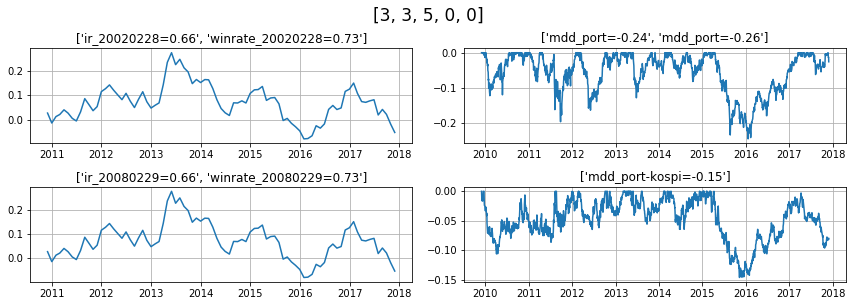 [3, 3, 5, 0, 0]
['ir_20020228=0.66', 'winrate_20020228=0.73']
0.2
0.1
0.0
2011 2012 2013 2014 2015 2016 2017 2018
['mdd_port=-0.24', 'mdd_port=-0.26']
0.0
−0.1
−0.2
2010 2011 2012 2013 2014 2015 2016 2017 2018
['ir_20080229=0.66', 'winrate_20080229=0.73']
0.2
0.1
0.0
2011 2012 2013 2014 2015 2016 2017 2018
['mdd_port-kospi=-0.15']
0.00
−0.05
−0.10
−0.15
2010 2011 2012 2013 2014 2015 2016 2017 2018